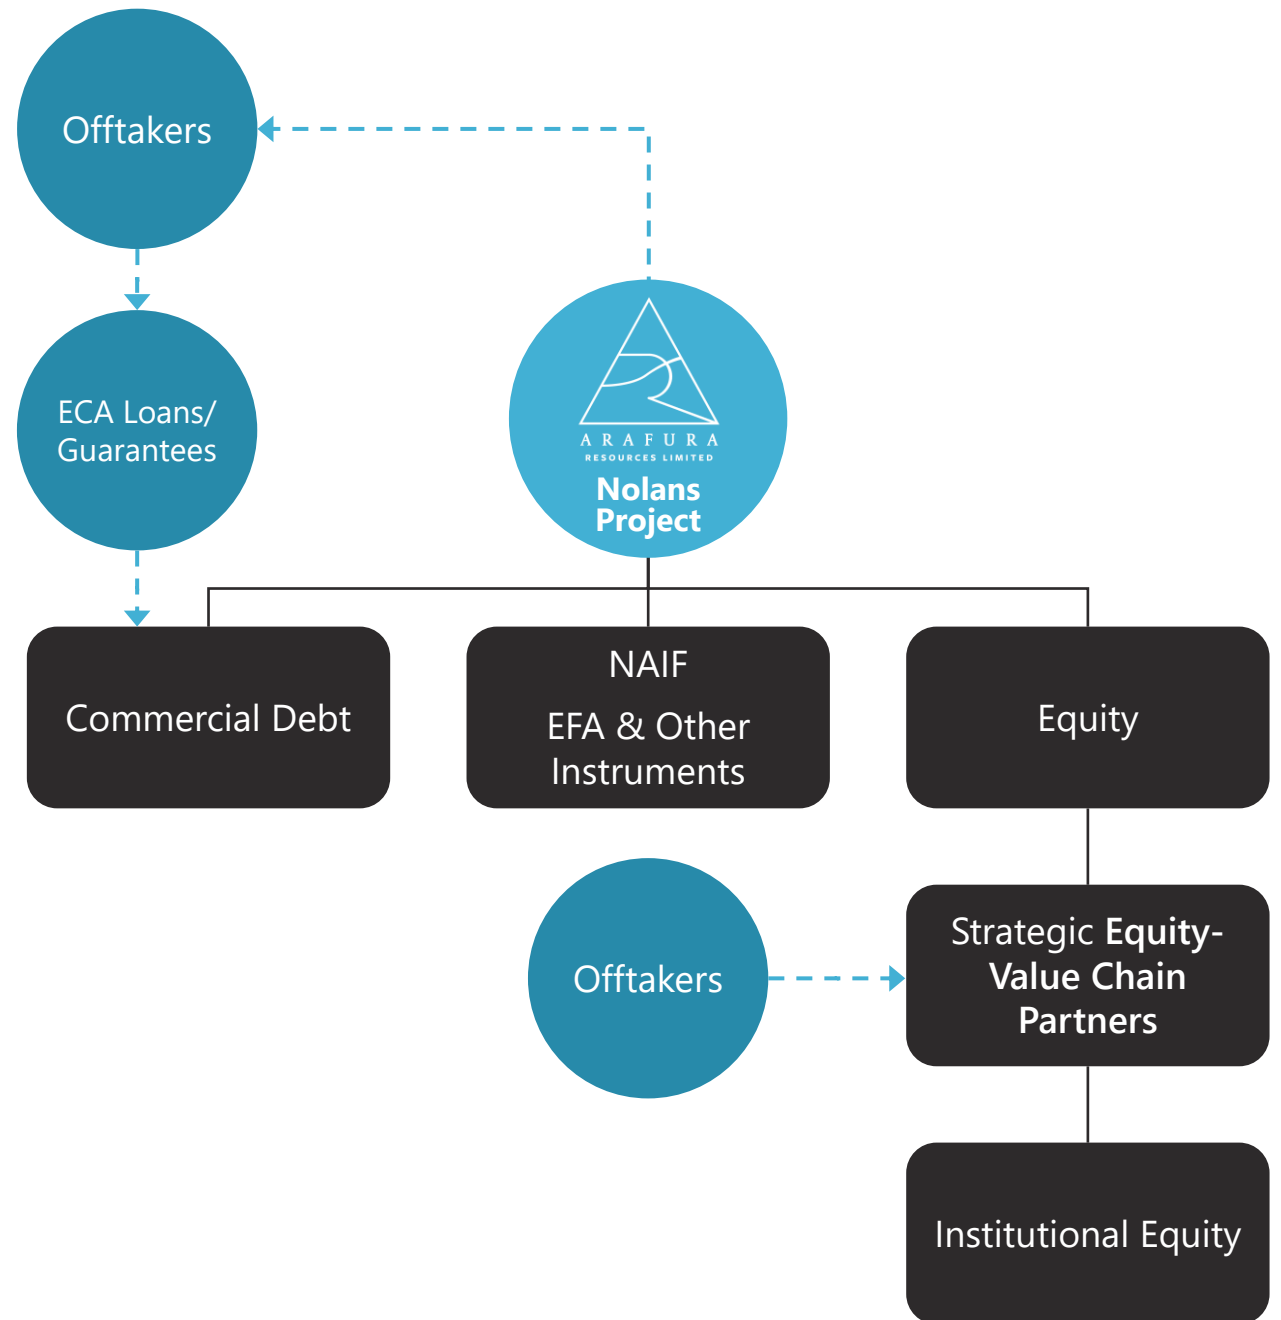 Offtakers
ECA Loans/
Guarantees
ARAFURA
RESOURCES LIMITED
Nolans
Project
Commercial Debt
NAIF
EFA & Other
Instruments
Equity
Offtakers
Strategic Equity-
Value Chain
Partners
Institutional Equity